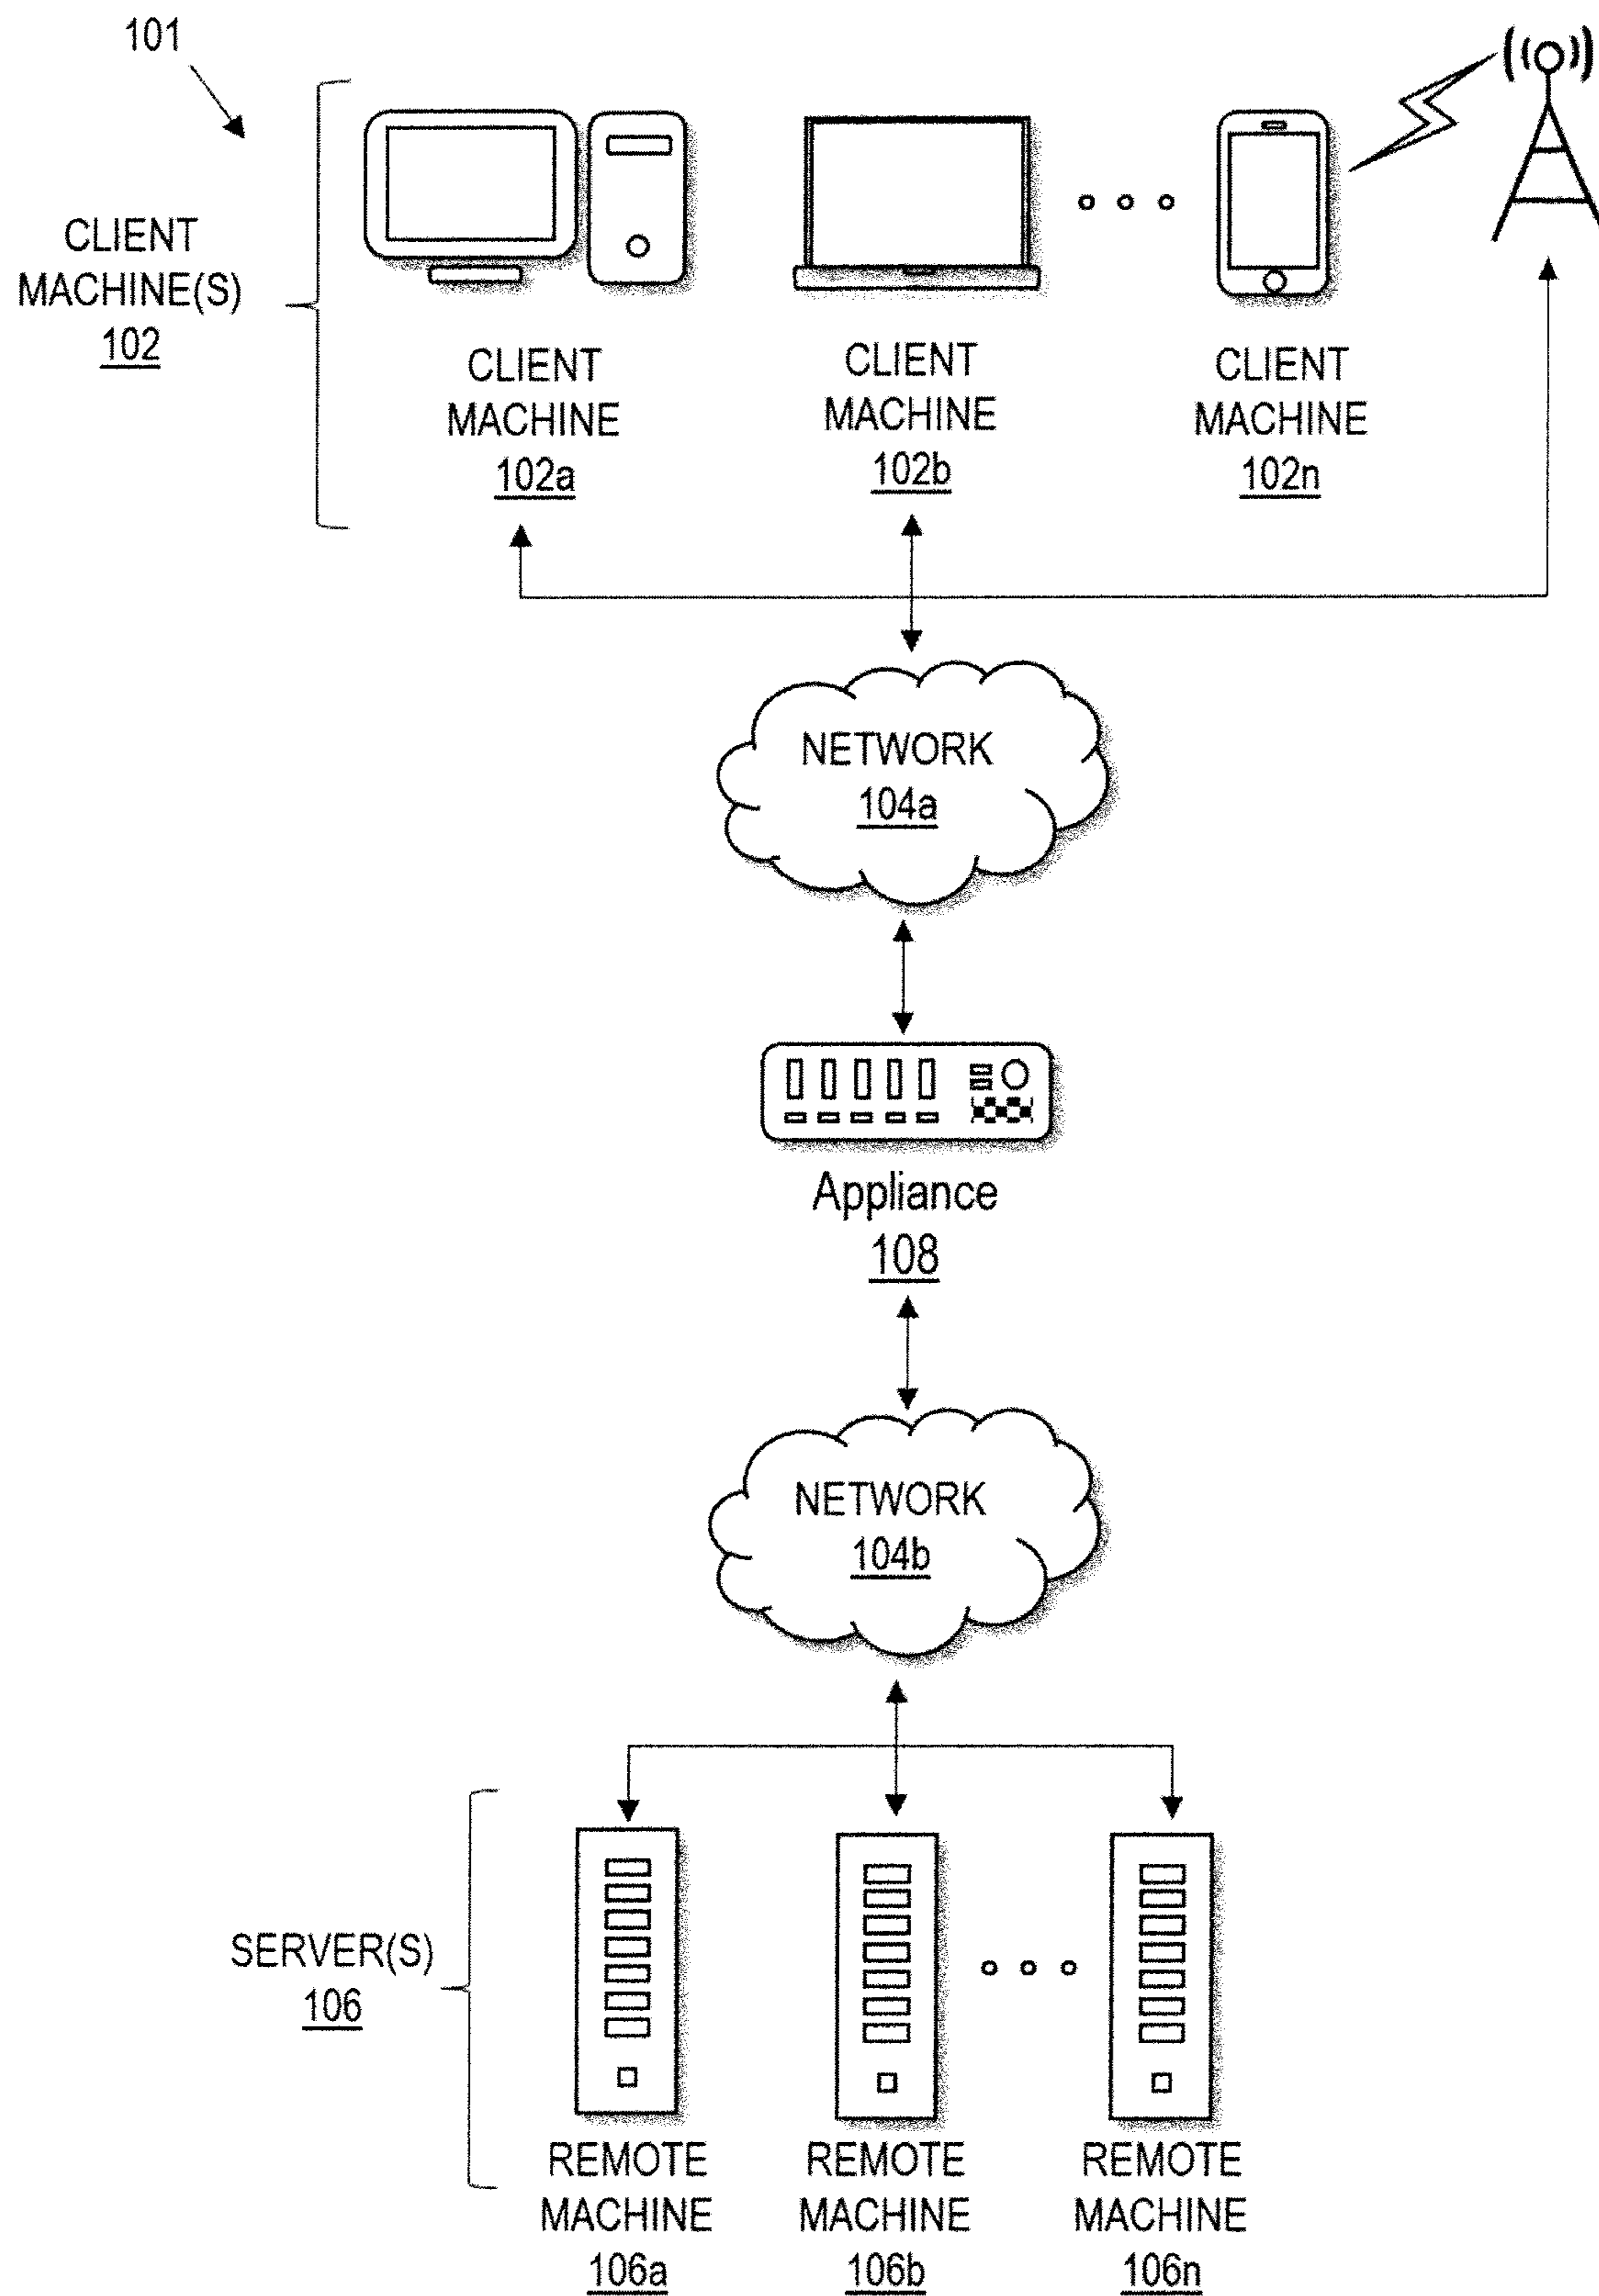 101
CLIENT
MACHINE(S)
102
CLIENT
MACHINE
102a
CLIENT
MACHINE
102b
CLIENT
MACHINE
102n
NETWORK
104a
Appliance
108
NETWORK
104b
SERVER(S)
106
REMOTE
MACHINE
106a
REMOTE
MACHINE
106b
REMOTE
MACHINE
106n